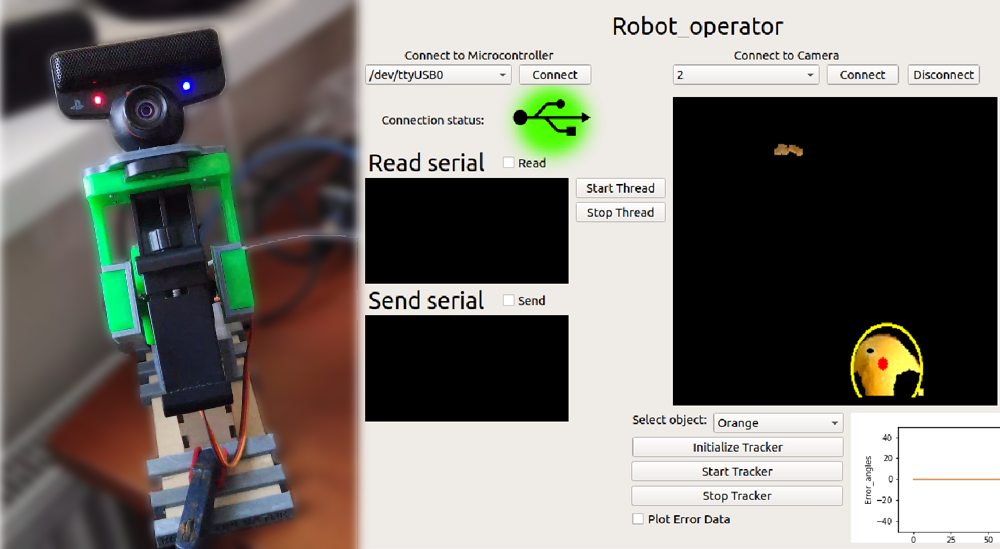 Robot_operator
Connect to Microcontroller
/dev/ttyUSB0
Connect
Connect to Camera
2
Connect
Disconnect
Connection status:
Read serial
Read
Start Thread
Stop Thread
Send serial
Send
Select object:
Orange
Initialize Tracker
Start Tracker
Stop Tracker
Plot Error Data
Error_angles
40
20
0
−20
−40
0
25
50